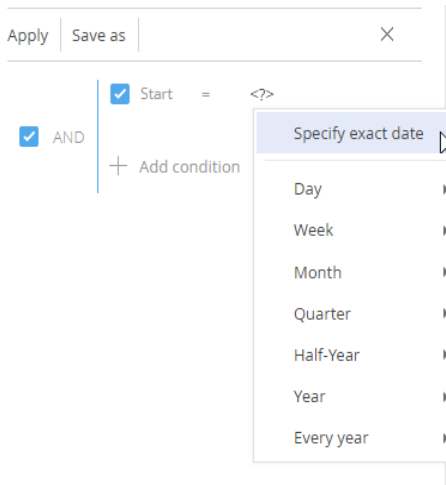 Apply Save as
Start = <?>
Specify exact date
AND
Add condition
Day
Week
Month
Quarter
Half-Year
Year
Every year